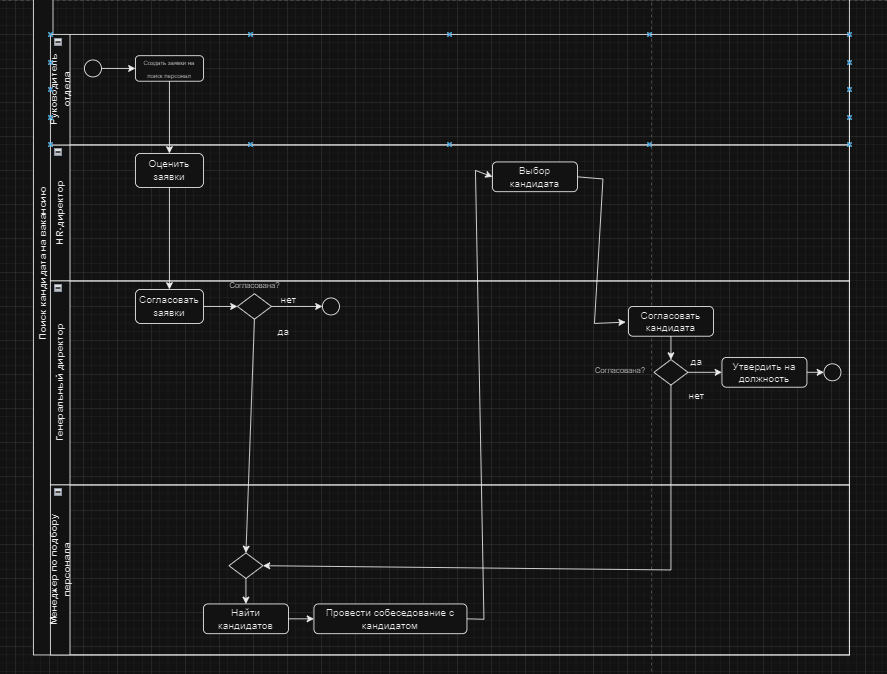 Поиск кандидата на вакансию
Руководитель
отдела
Создать заявки на
поиск персонал
HR-директор
Оценить
заявки
Выбор
кандидата
Генеральный директор
Согласовать
заявки
Согласована?
нет
да
Согласовать
кандидата
Согласована?
да
нет
Утвердить на
должность
Менеджер по подбору
персонала
Найти
кандидатов
Провести собеседование с
кандидатом